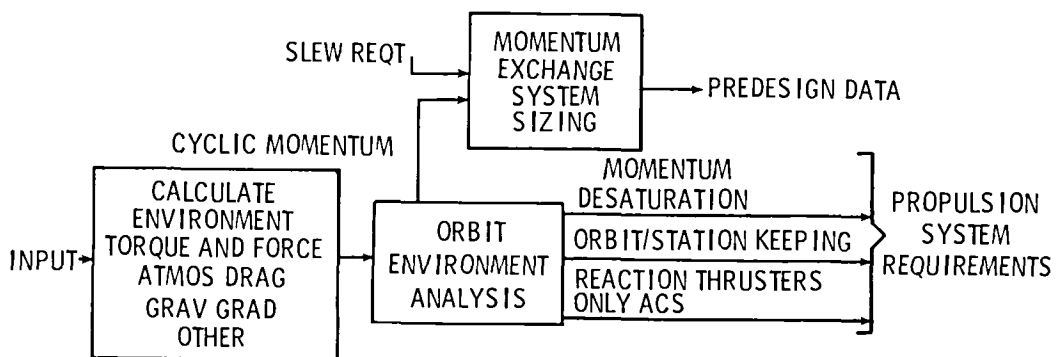 SLEW REQT
MOMENTUM
EXCHANGE
SYSTEM
SIZING
PREDESIGN DATA
CYCLIC MOMENTUM
INPUT
CALCULATE
ENVIRONMENT
TORQUE AND FORCE
ATMOS DRAG
GRAV GRAD
OTHER
ORBIT
ENVIRONMENT
ANALYSIS
MOMENTUM
DESATURATION
ORBIT/STATION KEEPING
REACTION THRUSTERS
ONLY ACS
PROPULSION
SYSTEM
REQUIREMENTS